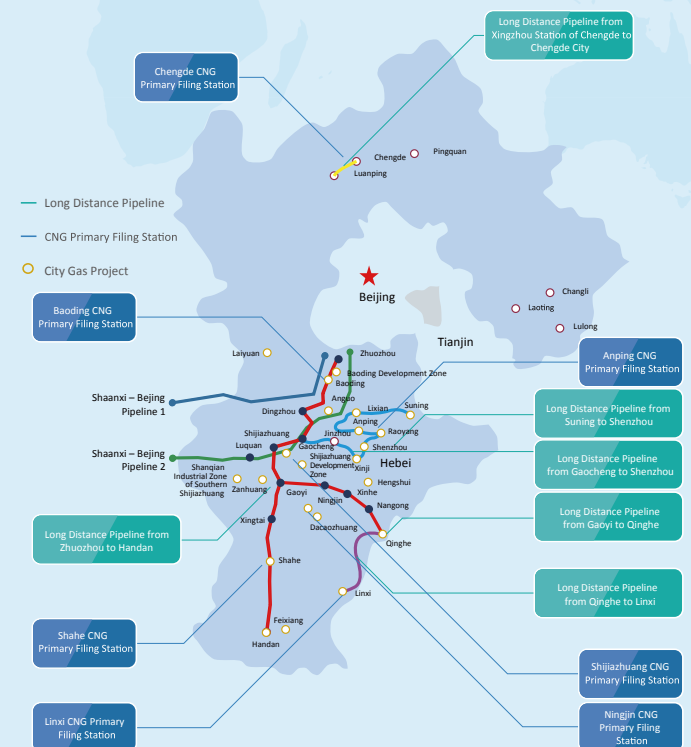 Long Distance Pipeline from
Xingzhou Station of Chengde to
Chengde City
Chengde CNG
Primary Filing Station
Pingquan
Chengde
Luanping
Long Distance Pipeline
CNG Primary Filing Station
City Gas Project
Beijing
Changli
Laoting
Lulong
Tianjin
Baoding CNG
Primary Filing Station
Laiyuan
Zhuozhou
Baoding Development Zone
Baoding
Anping CNG
Primary Filing Station
Shaanxi – Bejing
Pipeline 1
Anguo
Dingzhou
Lixian
Suning
Anping
Raoyang
Long Distance Pipeline from
Suning to Shenzhou
Shijiazhuang
Jinzhou
Luquan
Gaocheng
Shenzhou
Shaanxi – Bejing
Pipeline 2
Shijiazhuang
Development
Zone
Xinji
Hebei
Long Distance Pipeline
from Gaocheng to Shenzhou
Shanqian
Industrial Zone
of Southern
Shijiazhuang
Zanhuang
Gaoyi
Ningjin
Xinhe
Hengshui
Nangong
Long Distance Pipeline
from Gaoyi to Qinghe
Xingtai
Dacaozhuang
Qinghe
Long Distance Pipeline from
Zhuozhou to Handan
Shahe
Linxi
Long Distance Pipeline
from Qinghe to Linxi
Feixiang
Handan
Shahe CNG
Primary Filing Station
Shijiazhuang CNG
Primary Filing Station
Linxi CNG Primary
Filing Station
Ningjin CNG
Primary Filing
Station